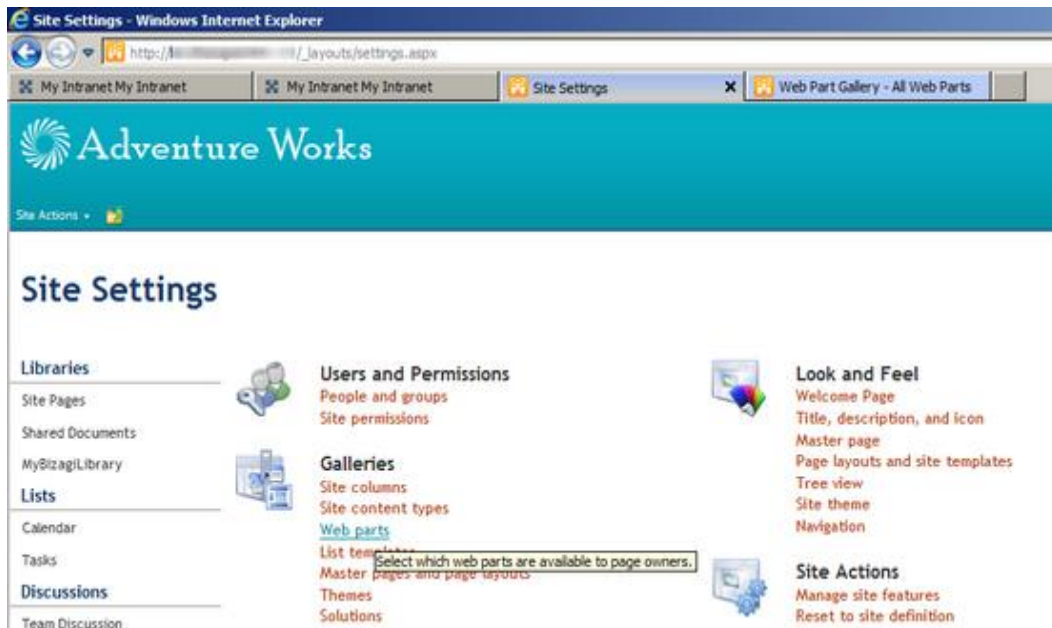 Site Settings - Windows Internet Explorer
http:// /_layouts/settings.aspx
My Intranet My Intranet
My Intranet My Intranet
Site Settings
Web Part Gallery - All Web Parts
Adventure Works
Site Actions
Site Settings
Libraries
Site Pages
Shared Documents
MyBizagiLibrary
Lists
Calendar
Tasks
Discussions
Team Discussion
Users and Permissions
People and groups
Site permissions
Galleries
Site columns
Site content types
Web parts
List
Select which web parts are available to page owners.
Master pages and page layouts
Themes
Solutions
Look and Feel
Welcome Page
Title, description, and icon
Master page
Page layouts and site templates
Tree view
Site theme
Navigation
Site Actions
Manage site features
Reset to site definition